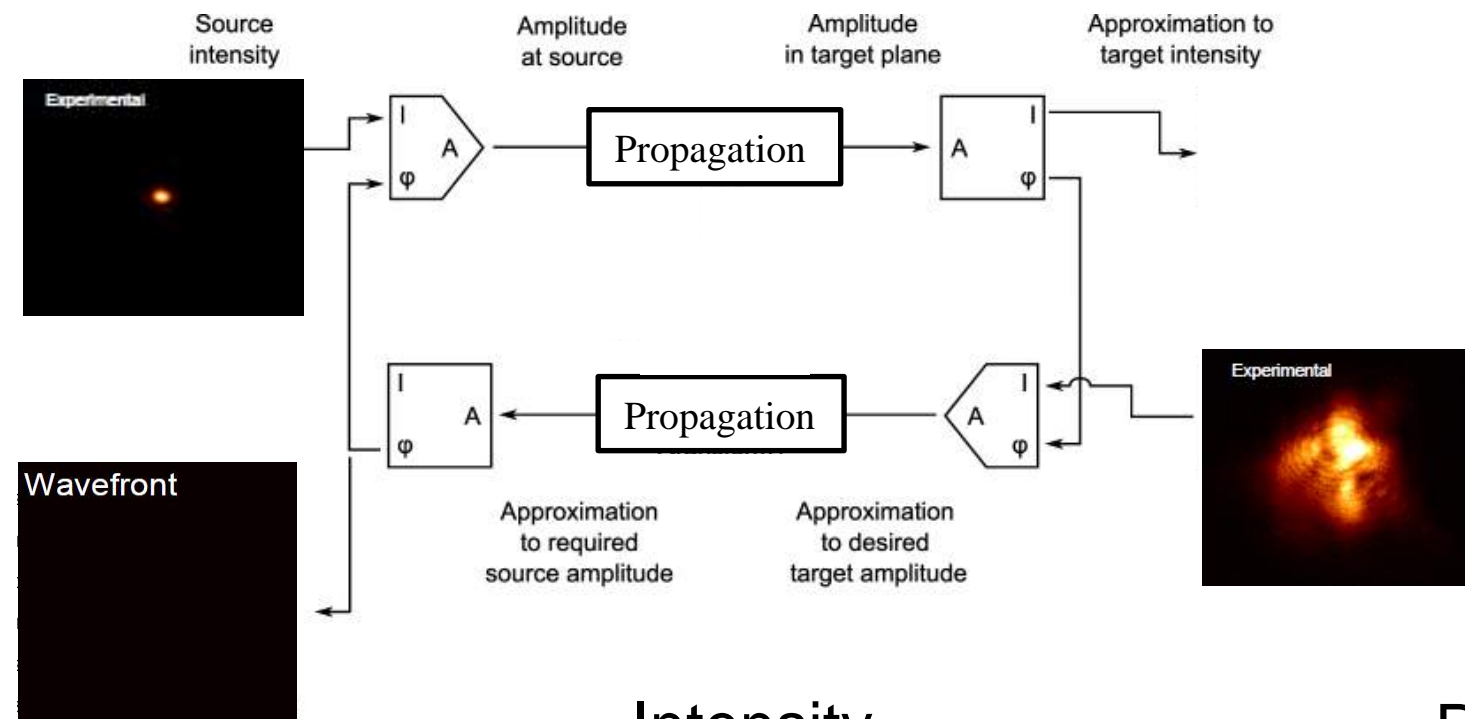 Source
intensity
Amplitude
at source
Amplitude
in target plane
Approximation to
target intensity
Experimental
I
A
φ
Propagation
A
I
φ
I
A
φ
Propagation
I
A
φ
Experimental
Wavefront
Approximation
to required
source amplitude
Approximation
to desired
target amplitude
Intensity